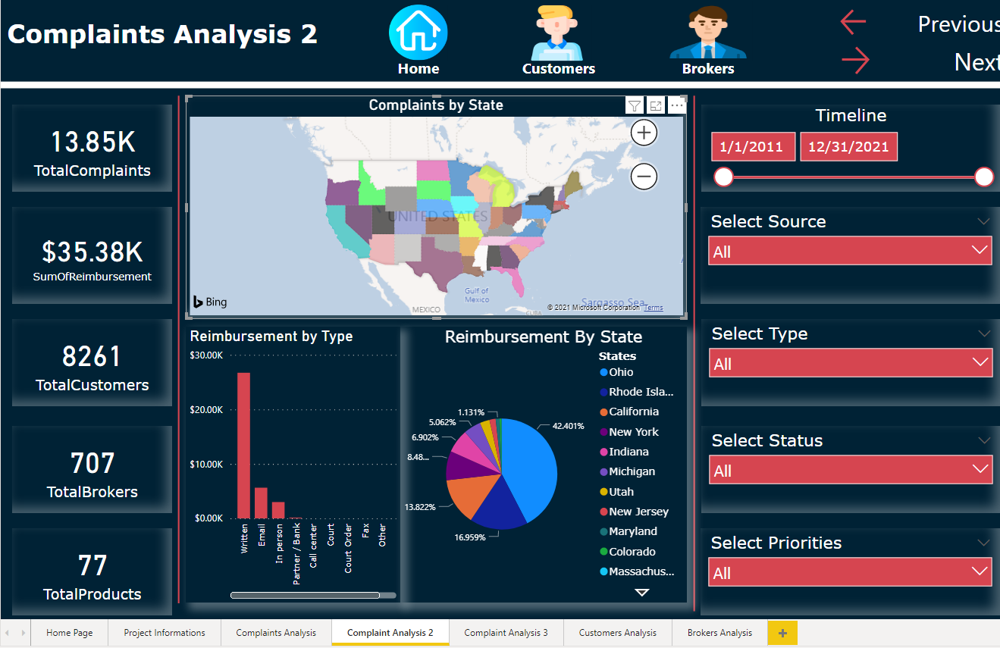 Complaints Analysis 2
Home
Customers
Brokers
Previous
Next
13.85K
TotalComplaints
$35.38K
SumOfReimbursement
8261
TotalCustomers
707
TotalBrokers
77
TotalProducts
Complaints by State
UNITED STATES
Gulf of
Mexico
MEXICO
CUBA
Sargasso Sea
Bing
© 2021 Microsoft Corporation Terms
Reimbursement by Type
$30.00K
$20.00K
$10.00K
$0.00K
Written
Email
In person
Partner / Bank
Call center
Court
Court Order
Fax
Other
Reimbursement By State
42.401%
16.959%
13.822%
8.48...
6.902%
5.062%
1.131%
States
Ohio
Rhode Isla...
California
New York
Indiana
Michigan
Utah
New Jersey
Maryland
Colorado
Massachus...
Timeline
1/1/2011
12/31/2021
Select Source
All
Select Type
All
Select Status
All
Select Priorities
All
Home Page
Project Informations
Complaints Analysis
Complaint Analysis 2
Complaint Analysis 3
Customers Analysis
Brokers Analysis
+